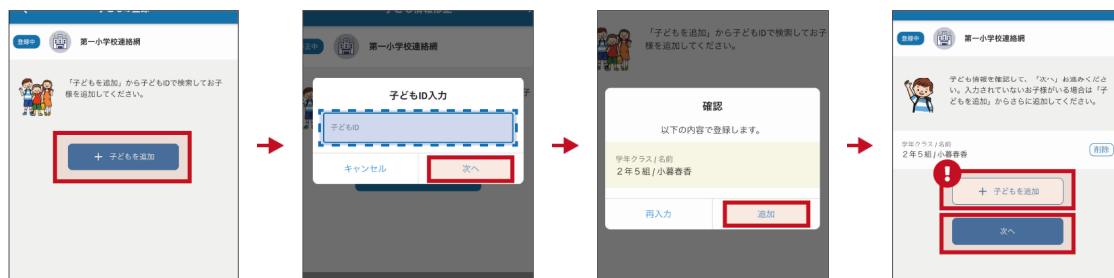 登録中
第一小学校連絡網
「子どもを追加」から子どもIDで検索してお子
様を追加してください。
＋ 子どもを追加
第一小学校連絡網
子どもID入力
子どもID
キャンセル
次へ
「子どもを追加」から子どもIDで検索してお子
様を追加してください。
確認
以下の内容で登録します。
学年クラス / 名前
２年５組 / 小暮春香
再入力
追加
登録中
第一小学校連絡網
子ども情報を確認して、「次へ」お進みくださ
い。入力されていないお子様がいる場合は「子
どもを追加」からさらに追加してください。
学年クラス / 名前
２年５組 / 小暮春香
削除
！
＋ 子どもを追加
次へ